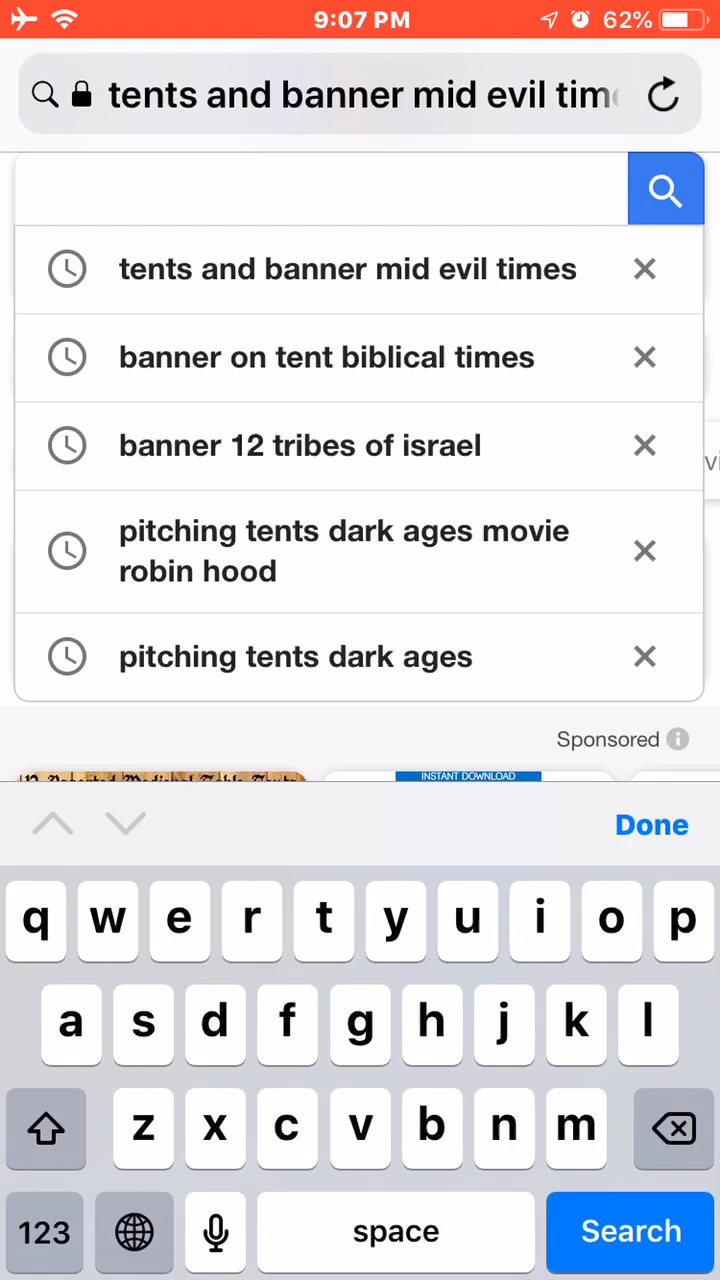 9:07 PM 62%
tents and banner mid evil tim
tents and banner mid evil times
banner on tent biblical times
banner 12 tribes of israel
pitching tents dark ages movie
robin hood
pitching tents dark ages
Sponsored
INSTANT DOWNLOAD
Done
q w e r t y u i o p
a s d f g h j k l
z x c v b n m
123 space Search